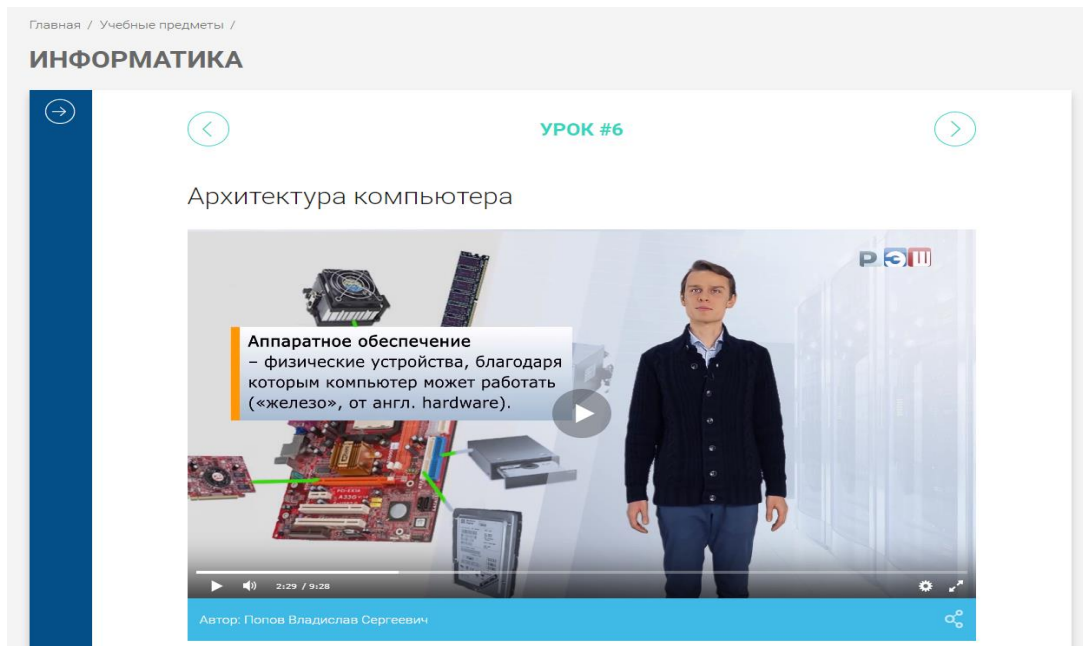 Главная / Учебные предметы /
ИНФОРМАТИКА
УРОК #6
Архитектура компьютера
РЭШ
Аппаратное обеспечение
– физические устройства, благодаря
которым компьютер может работать
(«железо», от англ. hardware).
2:29 / 9:28
Автор: Попов Владислав Сергеевич